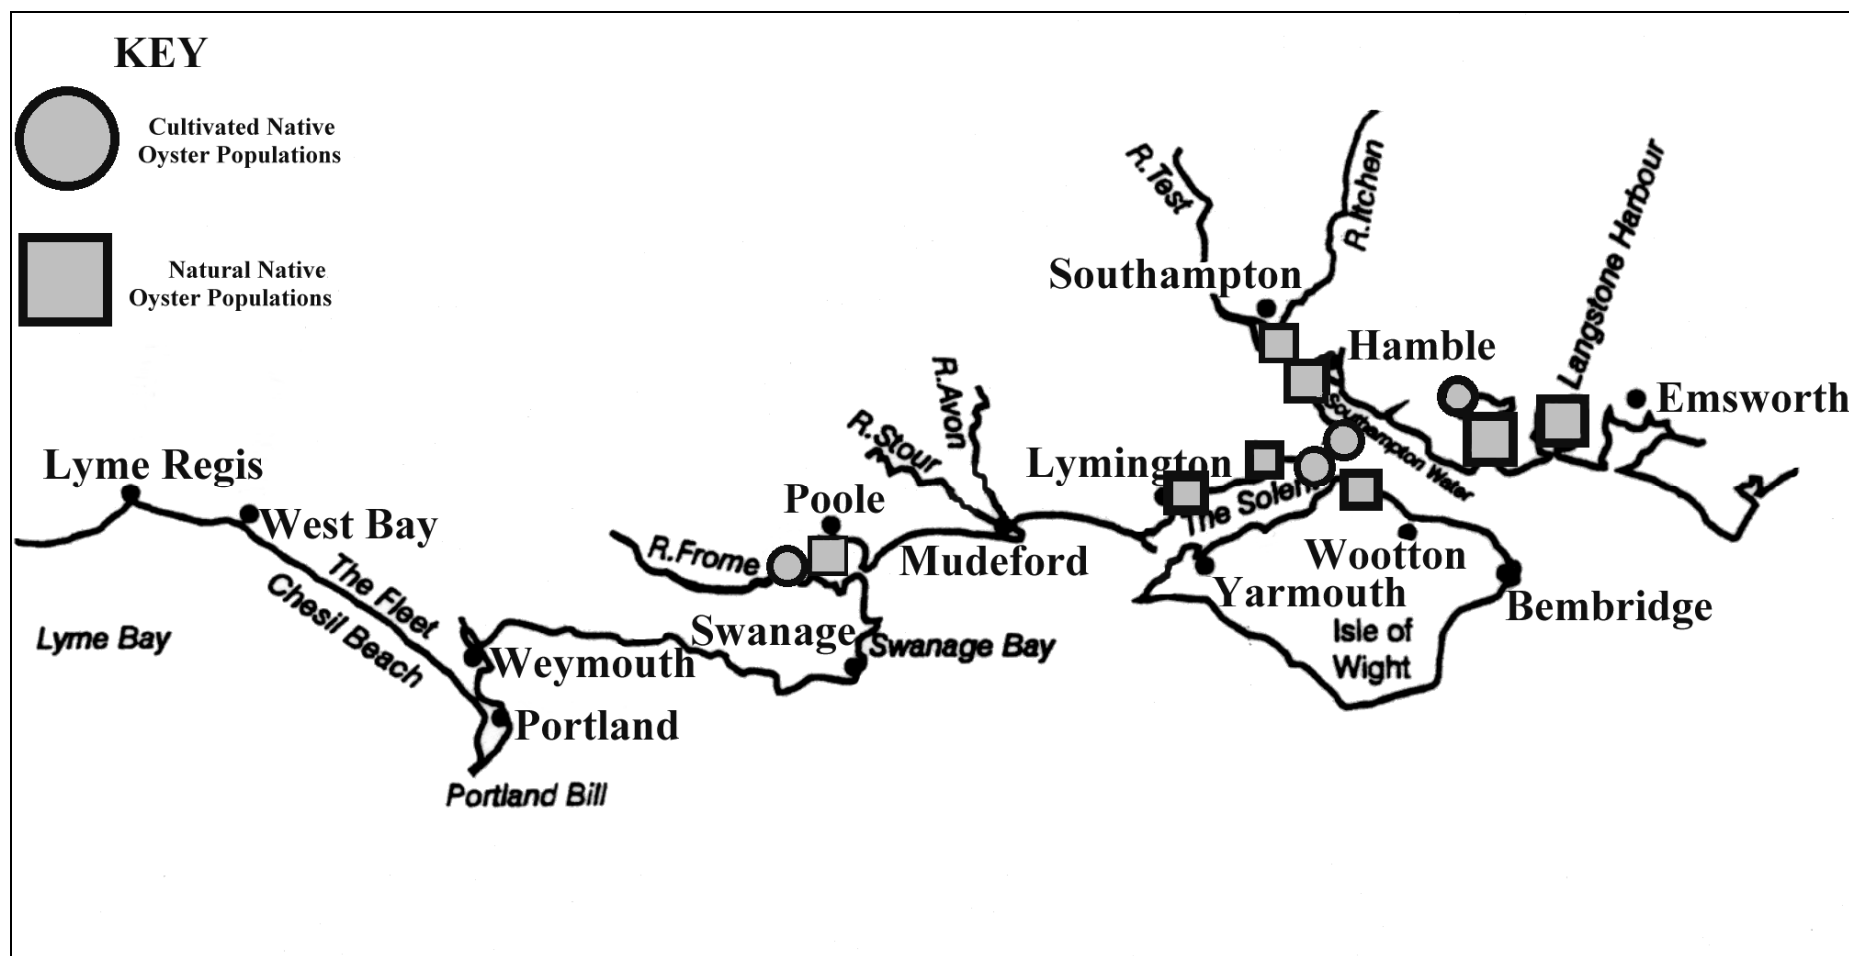 KEY
Cultivated Native
Oyster Populations
Natural Native
Oyster Populations
R.Test
R.Itchen
Langstone Harbour
Southampton
Hamble
Emsworth
R.Avon
R.Stour
Southampton Water
Lymington
The Solent
Lyme Regis
West Bay
Poole
R.Frome
Mudeford
Wootton
Yarmouth
Bembridge
The Fleet
Chesil Beach
Lyme Bay
Swanage
Swanage Bay
Isle of
Wight
Weymouth
Portland
Portland Bill